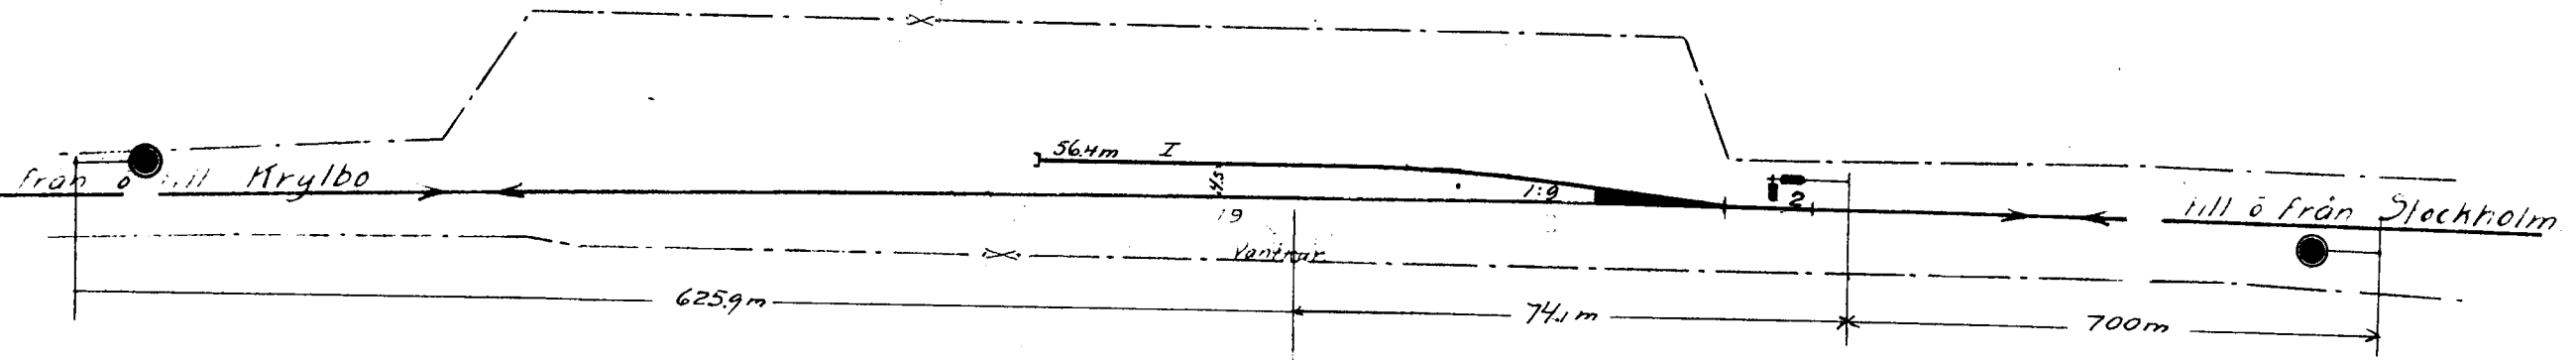 56.4m I
från ö till Krylbo
4.5
1:9
2
till ö från Stockholm
19
625.9m
74.1m
700m